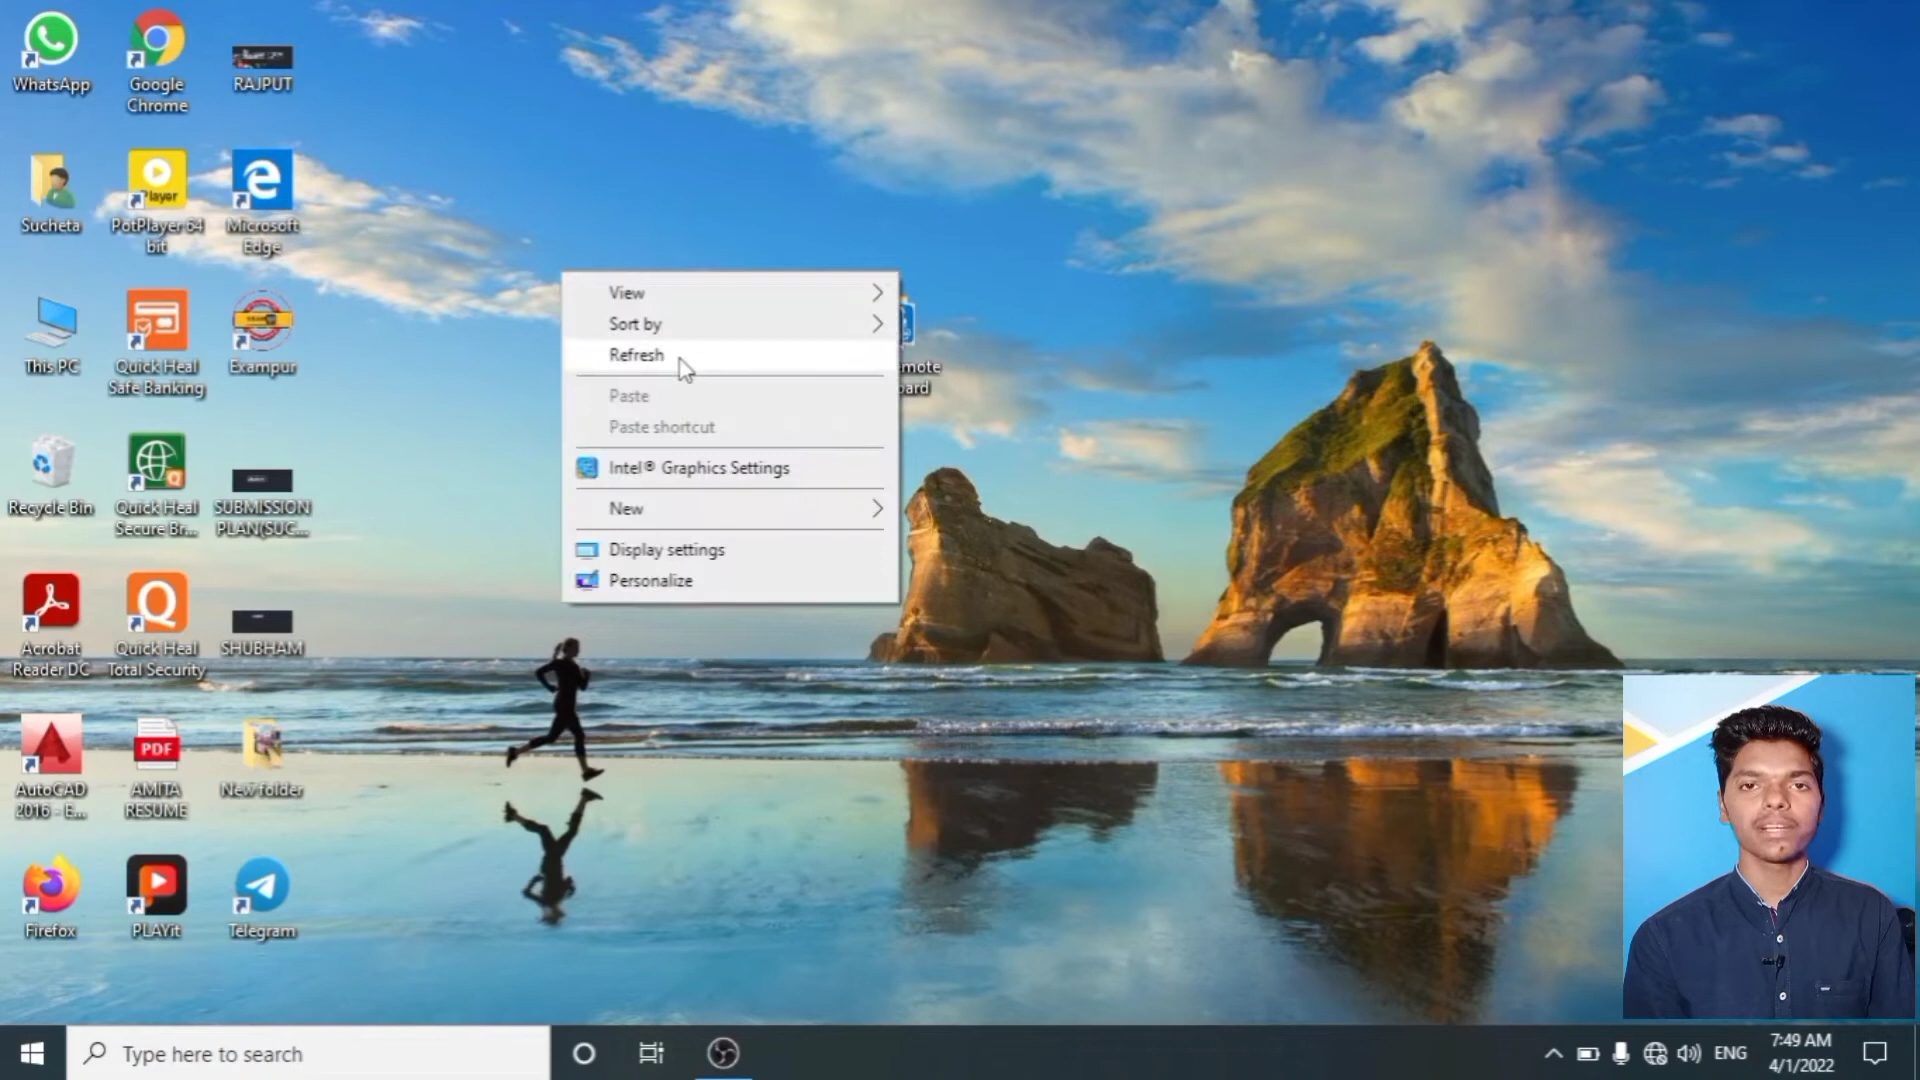 WhatsApp
Google
Chrome
RAJPUT
Sucheta
Player
PotPlayer 64
bit
Microsoft
Edge
This PC
Quick Heal
Safe Banking
Exampur
Recycle Bin
Quick Heal
Secure Br...
SUBMISSION
PLAN(SUC...
Acrobat
Reader DC
Quick Heal
Total Security
SHUBHAM
AutoCAD
2016 - E...
PDF
AMITA
RESUME
New folder
Firefox
PLAYit
Telegram
View
Sort by
Refresh
Paste
Paste shortcut
Intel® Graphics Settings
New
Display settings
Personalize
mote
Type here to search
ENG
7:49 AM
4/1/2022